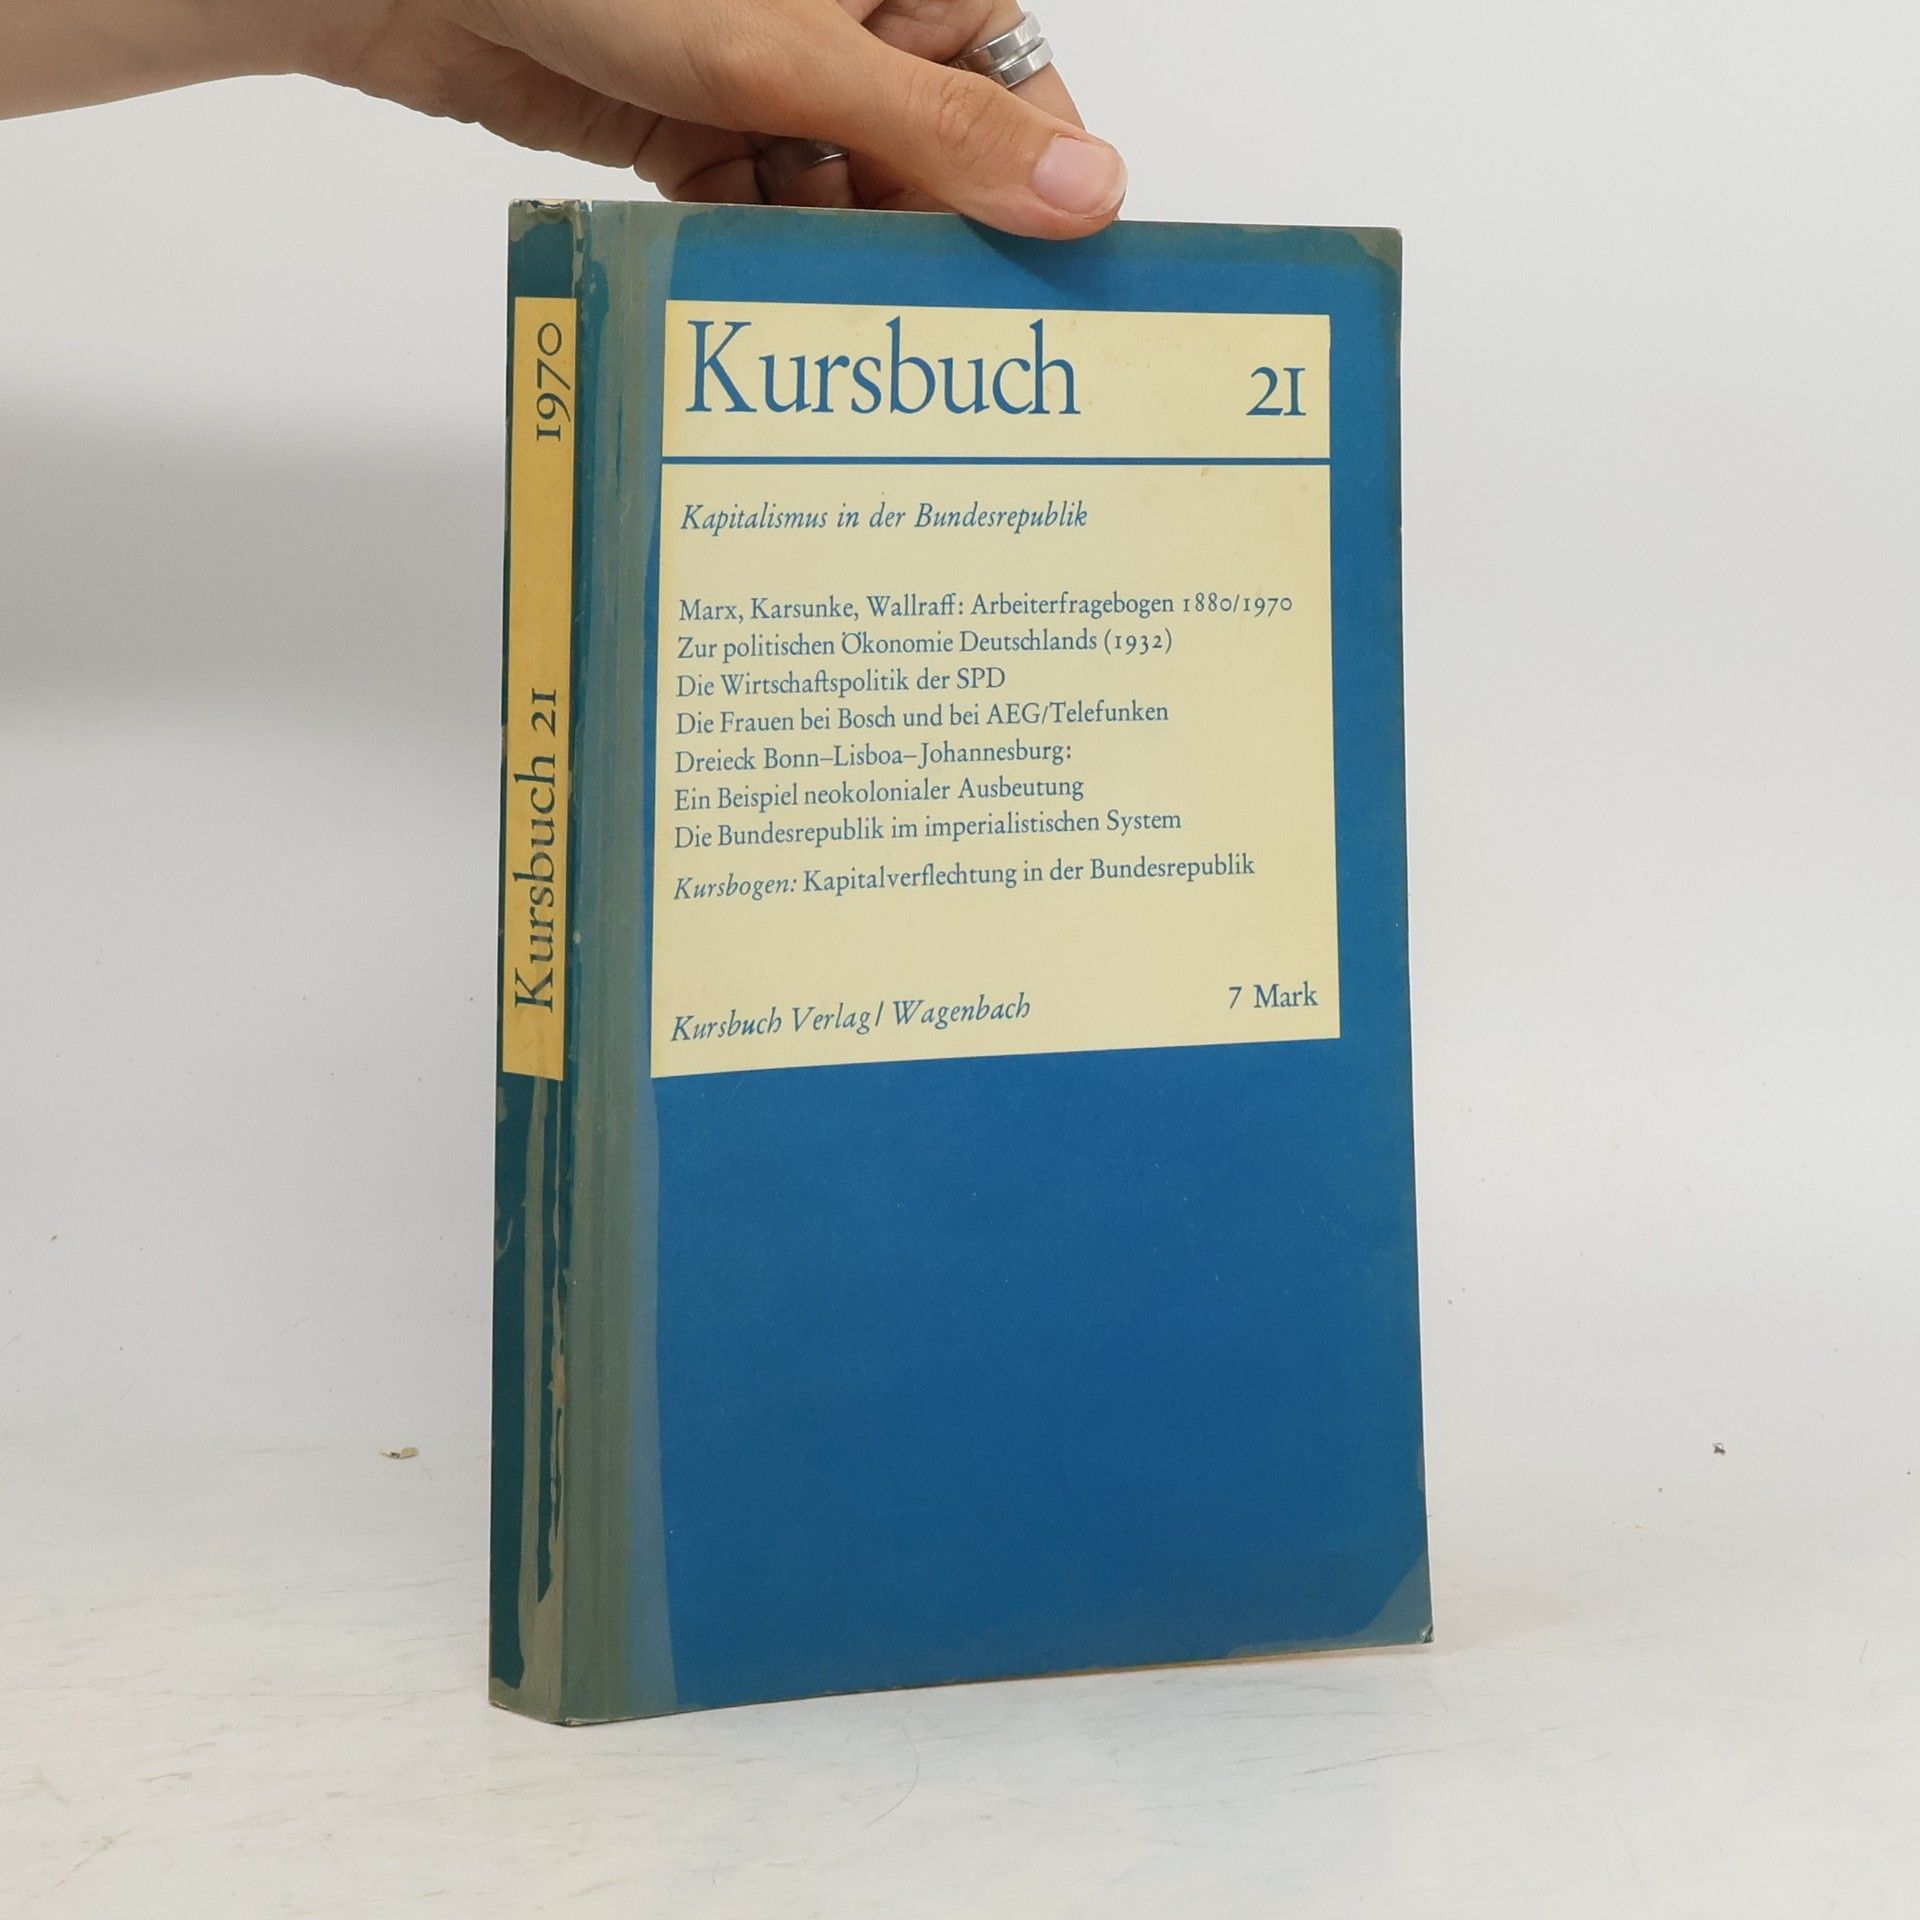 Kursbuch 21
Kapitalismus in der Bundesrepublik
Marx, Karsunke, Wallraff: Arbeiterfragebogen 1880/1970
Zur politischen Ökonomie Deutschlands (1932)
Die Wirtschaftspolitik der SPD
Die Frauen bei Bosch und bei AEG/Telefunken
Dreieck Bonn–Lisboa–Johannesburg:
Ein Beispiel neokolonialer Ausbeutung
Die Bundesrepublik im imperialistischen System
Kursbogen: Kapitalverflechtung in der Bundesrepublik
Kursbuch Verlag/Wagenbach 7 Mark
Kursbuch 21 1970